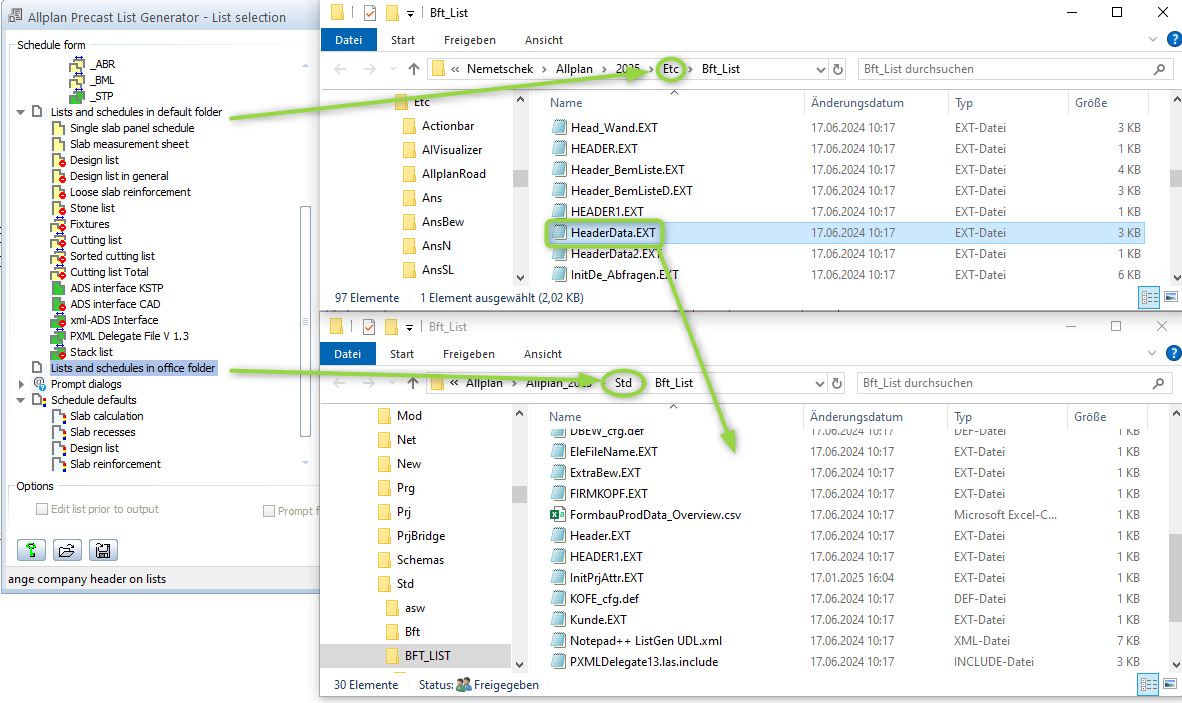 Allplan Precast List Generator - List selection
Schedule form
_ABR
_BML
_STP
Lists and schedules in default folder
Single slab panel schedule
Slab measurement sheet
Design list
Design list in general
Loose slab reinforcement
Stone list
Fixtures
Cutting list
Sorted cutting list
Cutting list Total
ADS interface KSTP
ADS interface CAD
xml-ADS Interface
PXML Delegate File V 1.3
Stack list
Lists and schedules in office folder
Prompt dialogs
Schedule defaults
Slab calculation
Slab recesses
Design list
Slab reinforcement
Options
Edit list prior to output
Prompt f
ange company header on lists
Bft_List
Datei Start Freigeben Ansicht
« Nemetschek › Allplan › 2025 › Etc › Bft_List
Bft_List durchsuchen
Etc
Actionbar
AIVisualizer
AllplanRoad
Ans
AnsBew
AnsN
AnsSL
Name Änderungsdatum Typ Größe
Head_Wand.EXT 17.06.2024 10:17 EXT-Datei 3 KB
HEADER.EXT 17.06.2024 10:17 EXT-Datei 1 KB
Header_BemListe.EXT 17.06.2024 10:17 EXT-Datei 4 KB
Header_BemListeD.EXT 17.06.2024 10:17 EXT-Datei 3 KB
HEADER1.EXT 17.06.2024 10:17 EXT-Datei 1 KB
HeaderData.EXT 17.06.2024 10:17 EXT-Datei 3 KB
HeaderData2.EXT 17.06.2024 10:17 EXT-Datei 1 KB
InitDe_Abfragen.EXT 17.06.2024 10:17 EXT-Datei 6 KB
97 Elemente 1 Element ausgewählt (2,02 KB)
Bft_List
Datei Start Freigeben Ansicht
« Allplan › Allplan_2025 › Std › Bft_List
Bft_List durchsuchen
Mod
Net
New
Prg
Prj
PrjBridge
Schemas
Std
asw
Bft
BFT_LIST
Name Änderungsdatum Typ Größe
DBEW_cfg.def 17.06.2024 10:17 DEF-Datei 1 KB
EleFileName.EXT 17.06.2024 10:17 EXT-Datei 1 KB
ExtraBew.EXT 17.06.2024 10:17 EXT-Datei 1 KB
FIRMKOPF.EXT 17.06.2024 10:17 EXT-Datei 1 KB
FormbauProdData_Overview.csv 17.06.2024 10:17 Microsoft Excel-C... 1 KB
Header.EXT 17.06.2024 10:17 EXT-Datei 1 KB
HEADER1.EXT 17.06.2024 10:17 EXT-Datei 1 KB
InitPrjAttr.EXT 17.01.2025 16:04 EXT-Datei 1 KB
KOFE_cfg.def 17.06.2024 10:17 DEF-Datei 1 KB
Kunde.EXT 17.06.2024 10:17 EXT-Datei 1 KB
Notepad++ ListGen UDL.xml 17.06.2024 10:17 XML-Datei 7 KB
PXMLDelegate13.las.include 17.06.2024 10:17 INCLUDE-Datei 1 KB
30 Elemente Status: Freigegeben